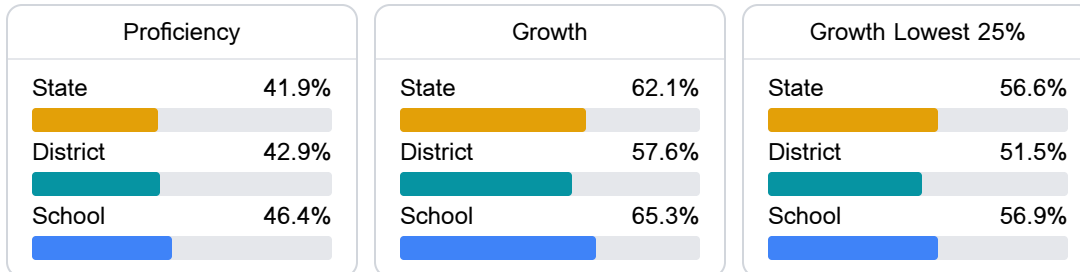 Proficiency
State 41.9%
District 42.9%
School 46.4%
Growth
State 62.1%
District 57.6%
School 65.3%
Growth Lowest 25%
State 56.6%
District 51.5%
School 56.9%